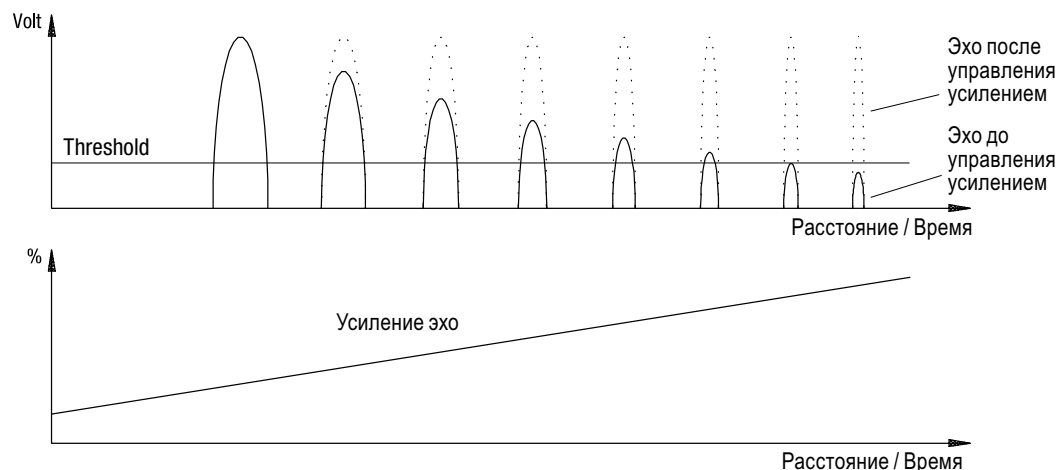 Volt
Эхо после
управления
усилением
Threshold
Эхо до
управления
усилением
Расстояние / Время
%
Усиление эхо
Расстояние / Время